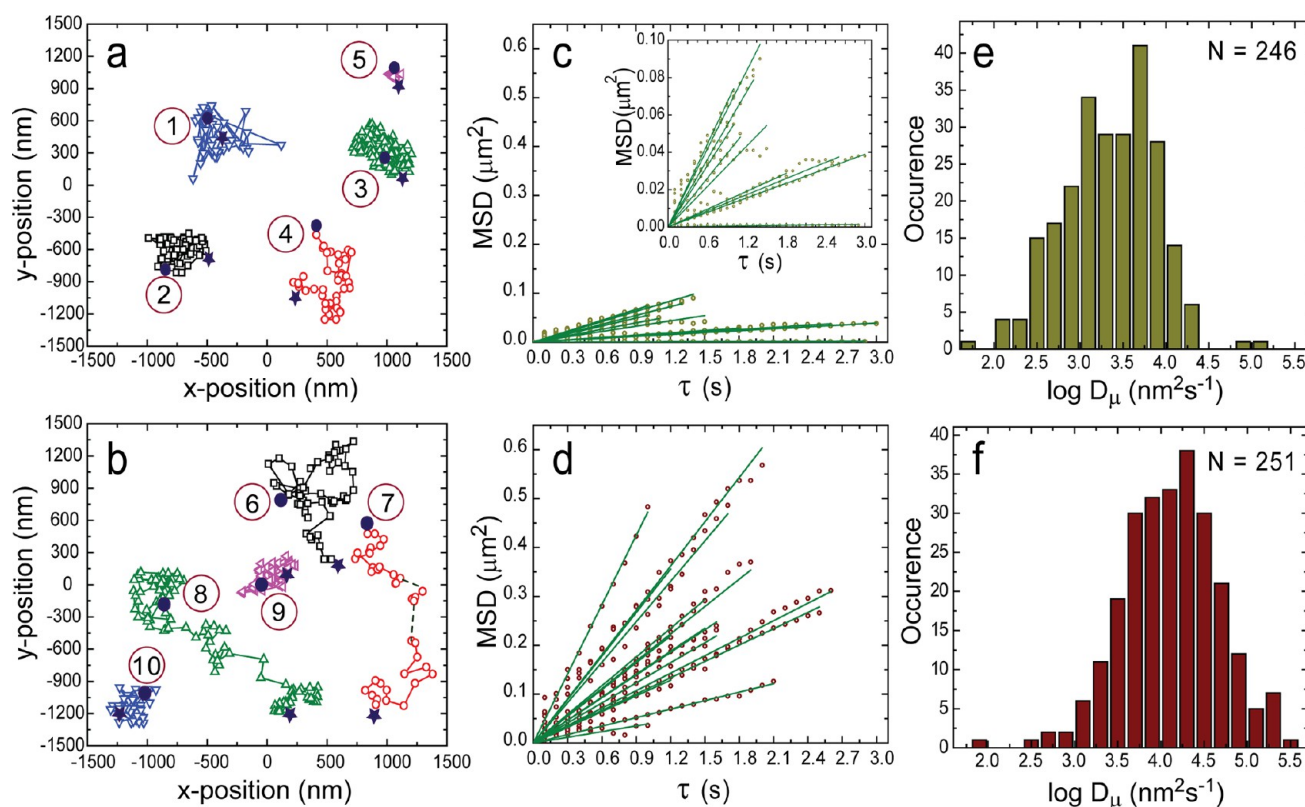 a
1500
1200
900
600
300
0
-300
-600
-900
-1200
-1500
y-position (nm)
1
2
3
4
5
-1500 -1000 -500 0 500 1000 1500
x-position (nm)
c
0.6
0.5
0.4
0.3
0.2
0.1
0.0
MSD (μm²)
0.0 0.3 0.6 0.9 1.2 1.5 1.8 2.1 2.4 2.7 3.0
τ (s)
0.10
0.08
0.06
0.04
0.02
0.00
MSD(μm²)
0.0 0.6 1.2 1.8 2.4 3.0
τ (s)
e
N = 246
40
35
30
25
20
15
10
5
0
Occurence
2.0 2.5 3.0 3.5 4.0 4.5 5.0 5.5
log Dμ (nm²s⁻¹)
b
1500
1200
900
600
300
0
-300
-600
-900
-1200
-1500
y-position (nm)
6
7
8
9
10
1500 -1000 -500 0 500 1000 1500
x-position (nm)
d
0.6
0.5
0.4
0.3
0.2
0.1
0.0
MSD (μm²)
0.0 0.3 0.6 0.9 1.2 1.5 1.8 2.1 2.4 2.7 3.0
τ (s)
f
N = 251
40
35
30
25
20
15
10
5
0
Occurence
2.0 2.5 3.0 3.5 4.0 4.5 5.0 5.5
log Dμ (nm²s⁻¹)